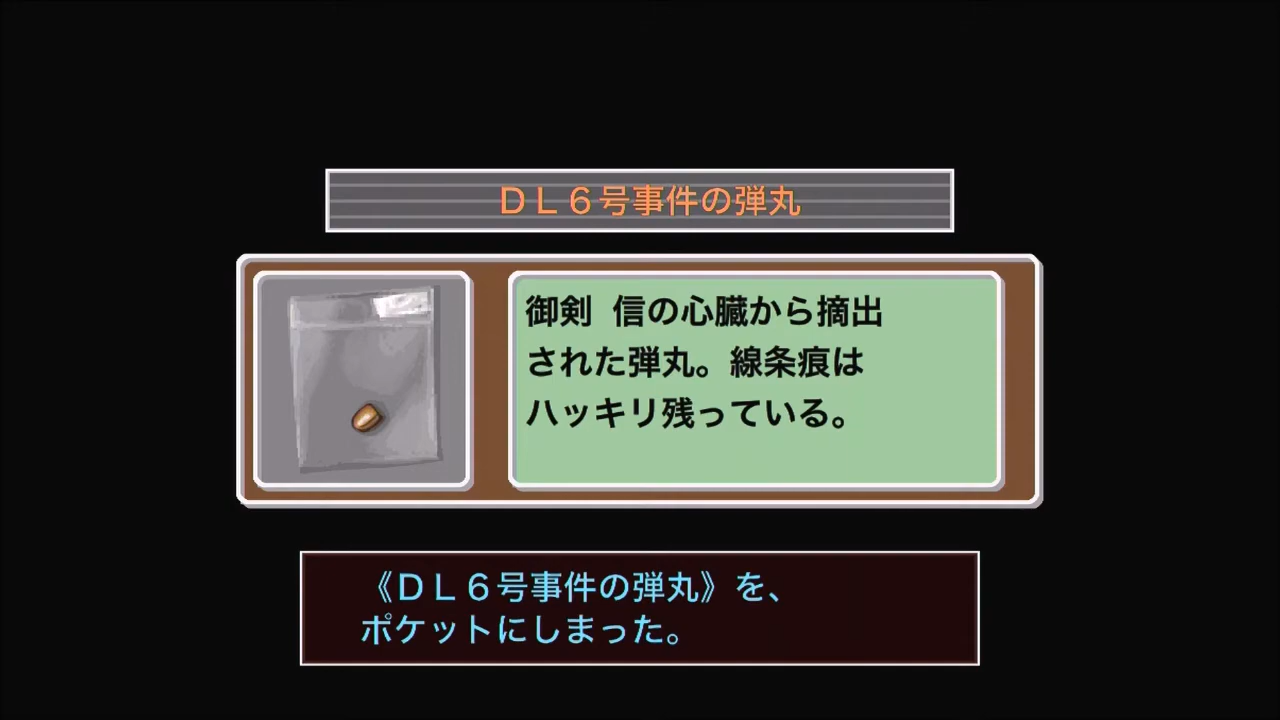 ＤＬ６号事件の弾丸
御剣 信の心臓から摘出
された弾丸。線条痕は
ハッキリ残っている。
《ＤＬ６号事件の弾丸》を、
ポケットにしまった。